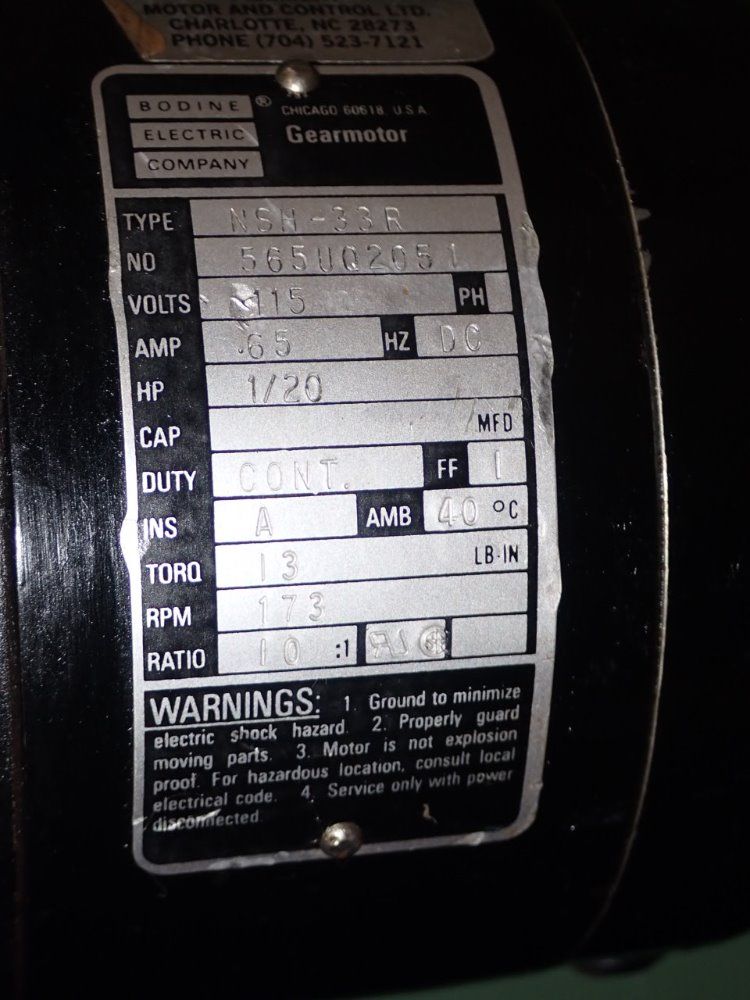 MOTOR AND CONTROL LTD.
CHARLOTTE, NC 28273
PHONE (704) 523-7121
BODINE ®
ELECTRIC
COMPANY
CHICAGO 60618, U.S.A.
Gearmotor
TYPE NSH-33R
NO 565UQ2051
VOLTS 115 PH
AMP .65 HZ DC
HP 1/20
CAP MFD
DUTY CONT. FF 1
INS A AMB 40 °C
TORQ 13 LB-IN
RPM 173
RATIO 10 :1
WARNINGS: 1. Ground to minimize
electric shock hazard. 2. Properly guard
moving parts. 3. Motor is not explosion
proof. For hazardous location, consult local
electrical code. 4. Service only with power
disconnected.